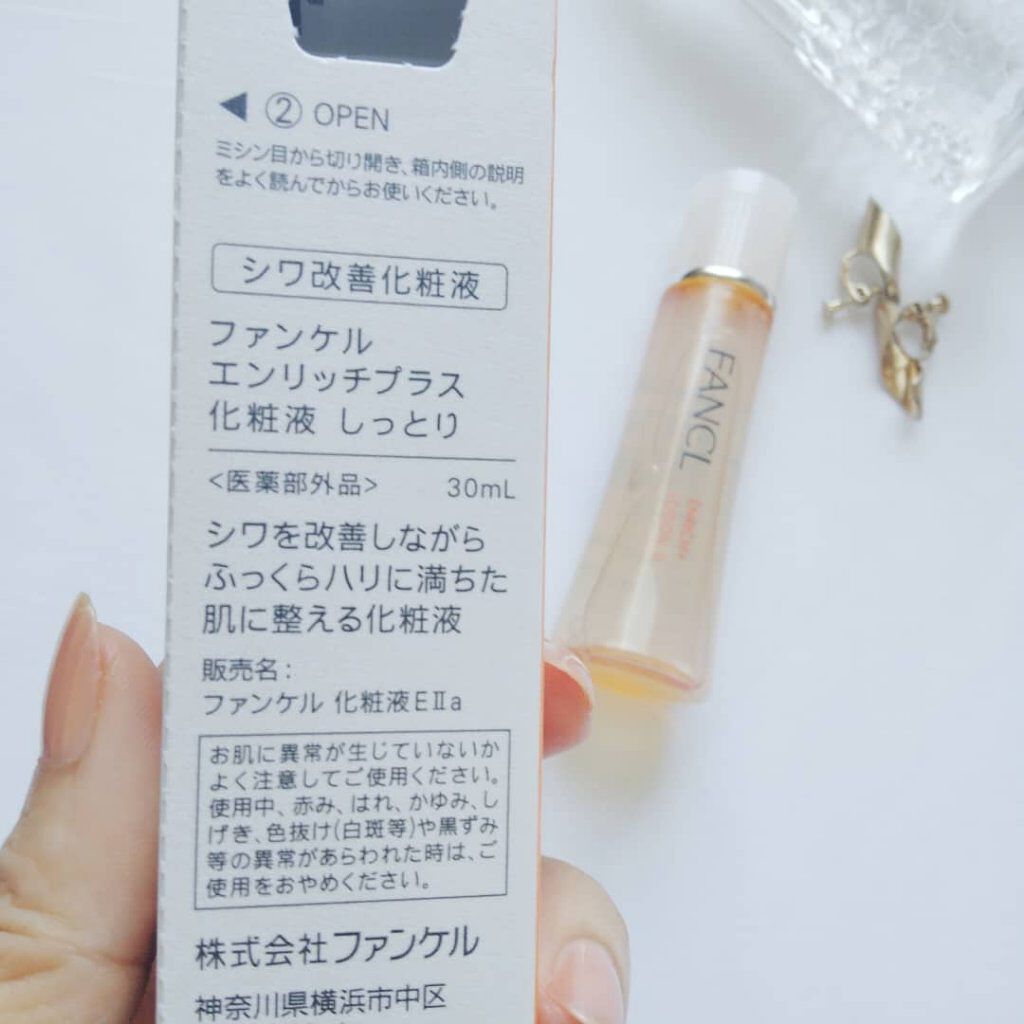 ◀ ② OPEN
ミシン目から切り開き、箱内側の説明
をよく読んでからお使いください。
シワ改善化粧液
ファンケル
エンリッチプラス
化粧液 しっとり
<医薬部外品> 30mL
シワを改善しながら
ふっくらハリに満ちた
肌に整える化粧液
販売名:
ファンケル 化粧液EⅡa
お肌に異常が生じていないか
よく注意してご使用ください。
使用中、赤み、はれ、かゆみ、し
げき、色抜け(白斑等)や黒ずみ
等の異常があらわれた時は、ご
使用をおやめください。
株式会社ファンケル
神奈川県横浜市中区
FANCL